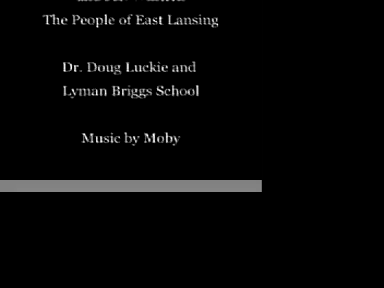 The People of East Lansing
Dr. Doug Luckie and
Lyman Briggs School
Music by Moby